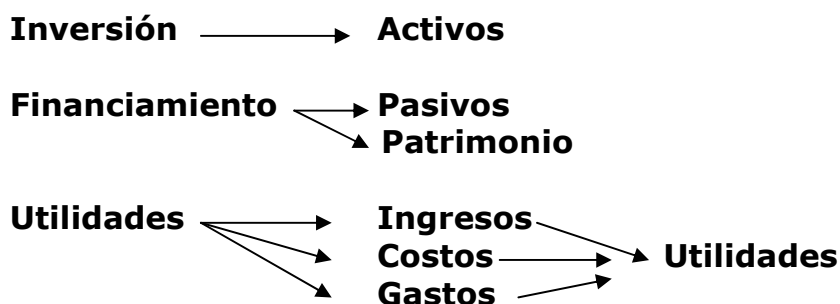 Inversión Activos
Financiamiento Pasivos
Patrimonio
Utilidades Ingresos
Costos Utilidades
Gastos